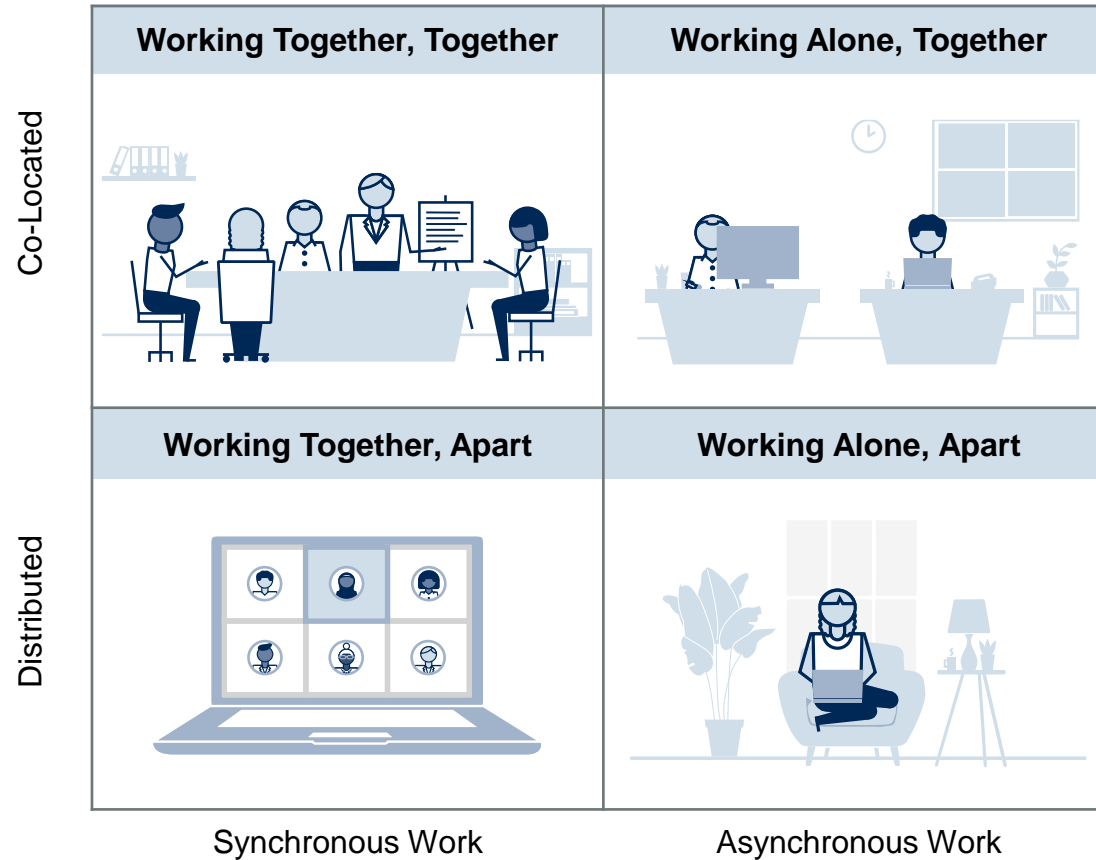 Working Together, Together
Working Alone, Together
Co-Located
Working Together, Apart
Working Alone, Apart
Distributed
Synchronous Work
Asynchronous Work